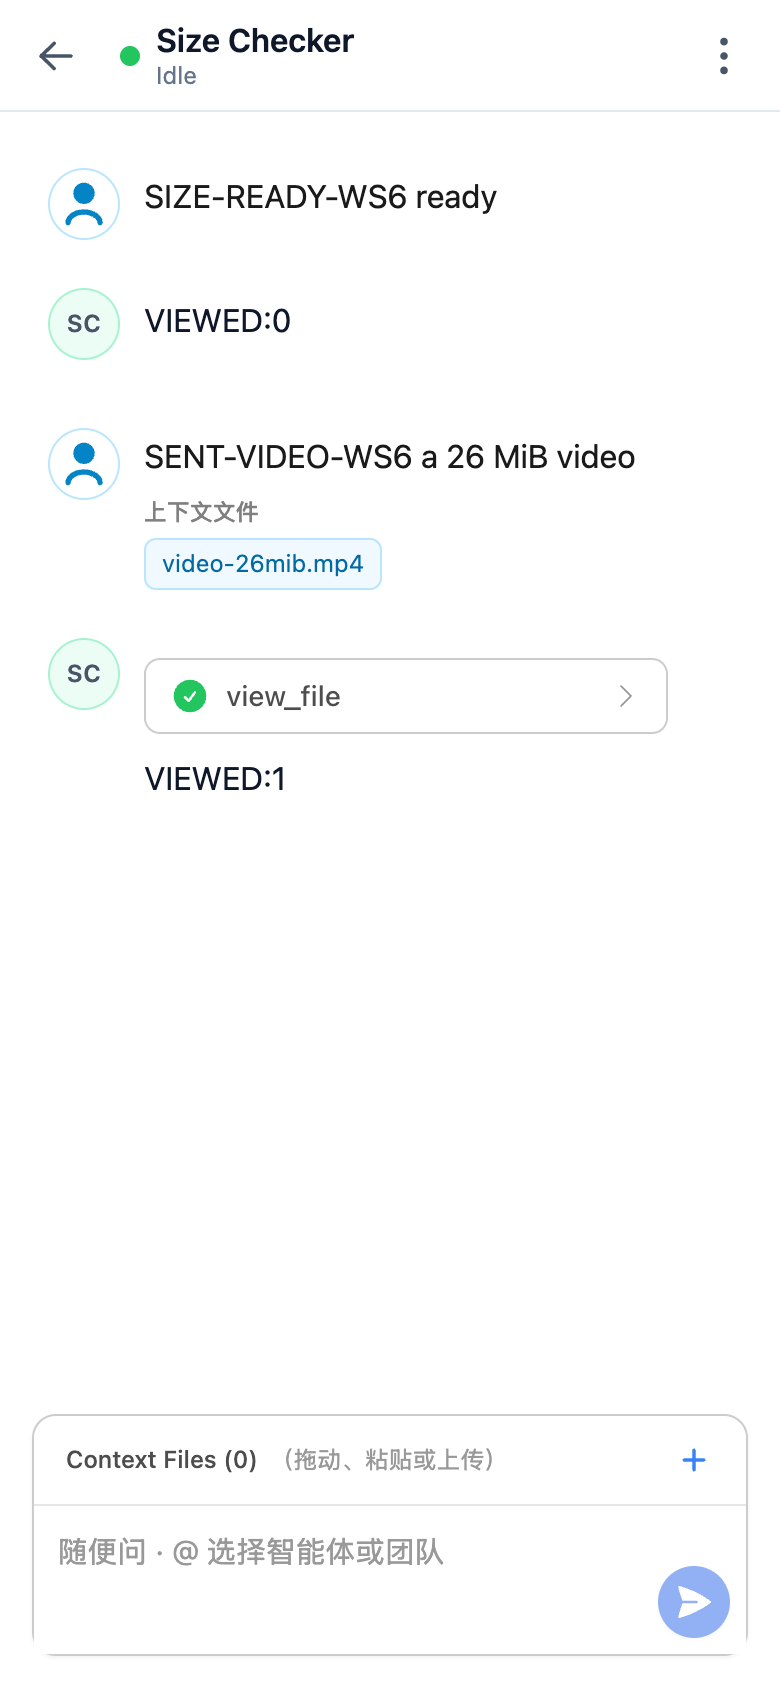 Size Checker
Idle
SIZE-READY-WS6 ready
SC
VIEWED:0
SENT-VIDEO-WS6 a 26 MiB video
上下文文件
video-26mib.mp4
SC
view_file
VIEWED:1
Context Files (0) （拖动、粘贴或上传）
随便问 · @ 选择智能体或团队